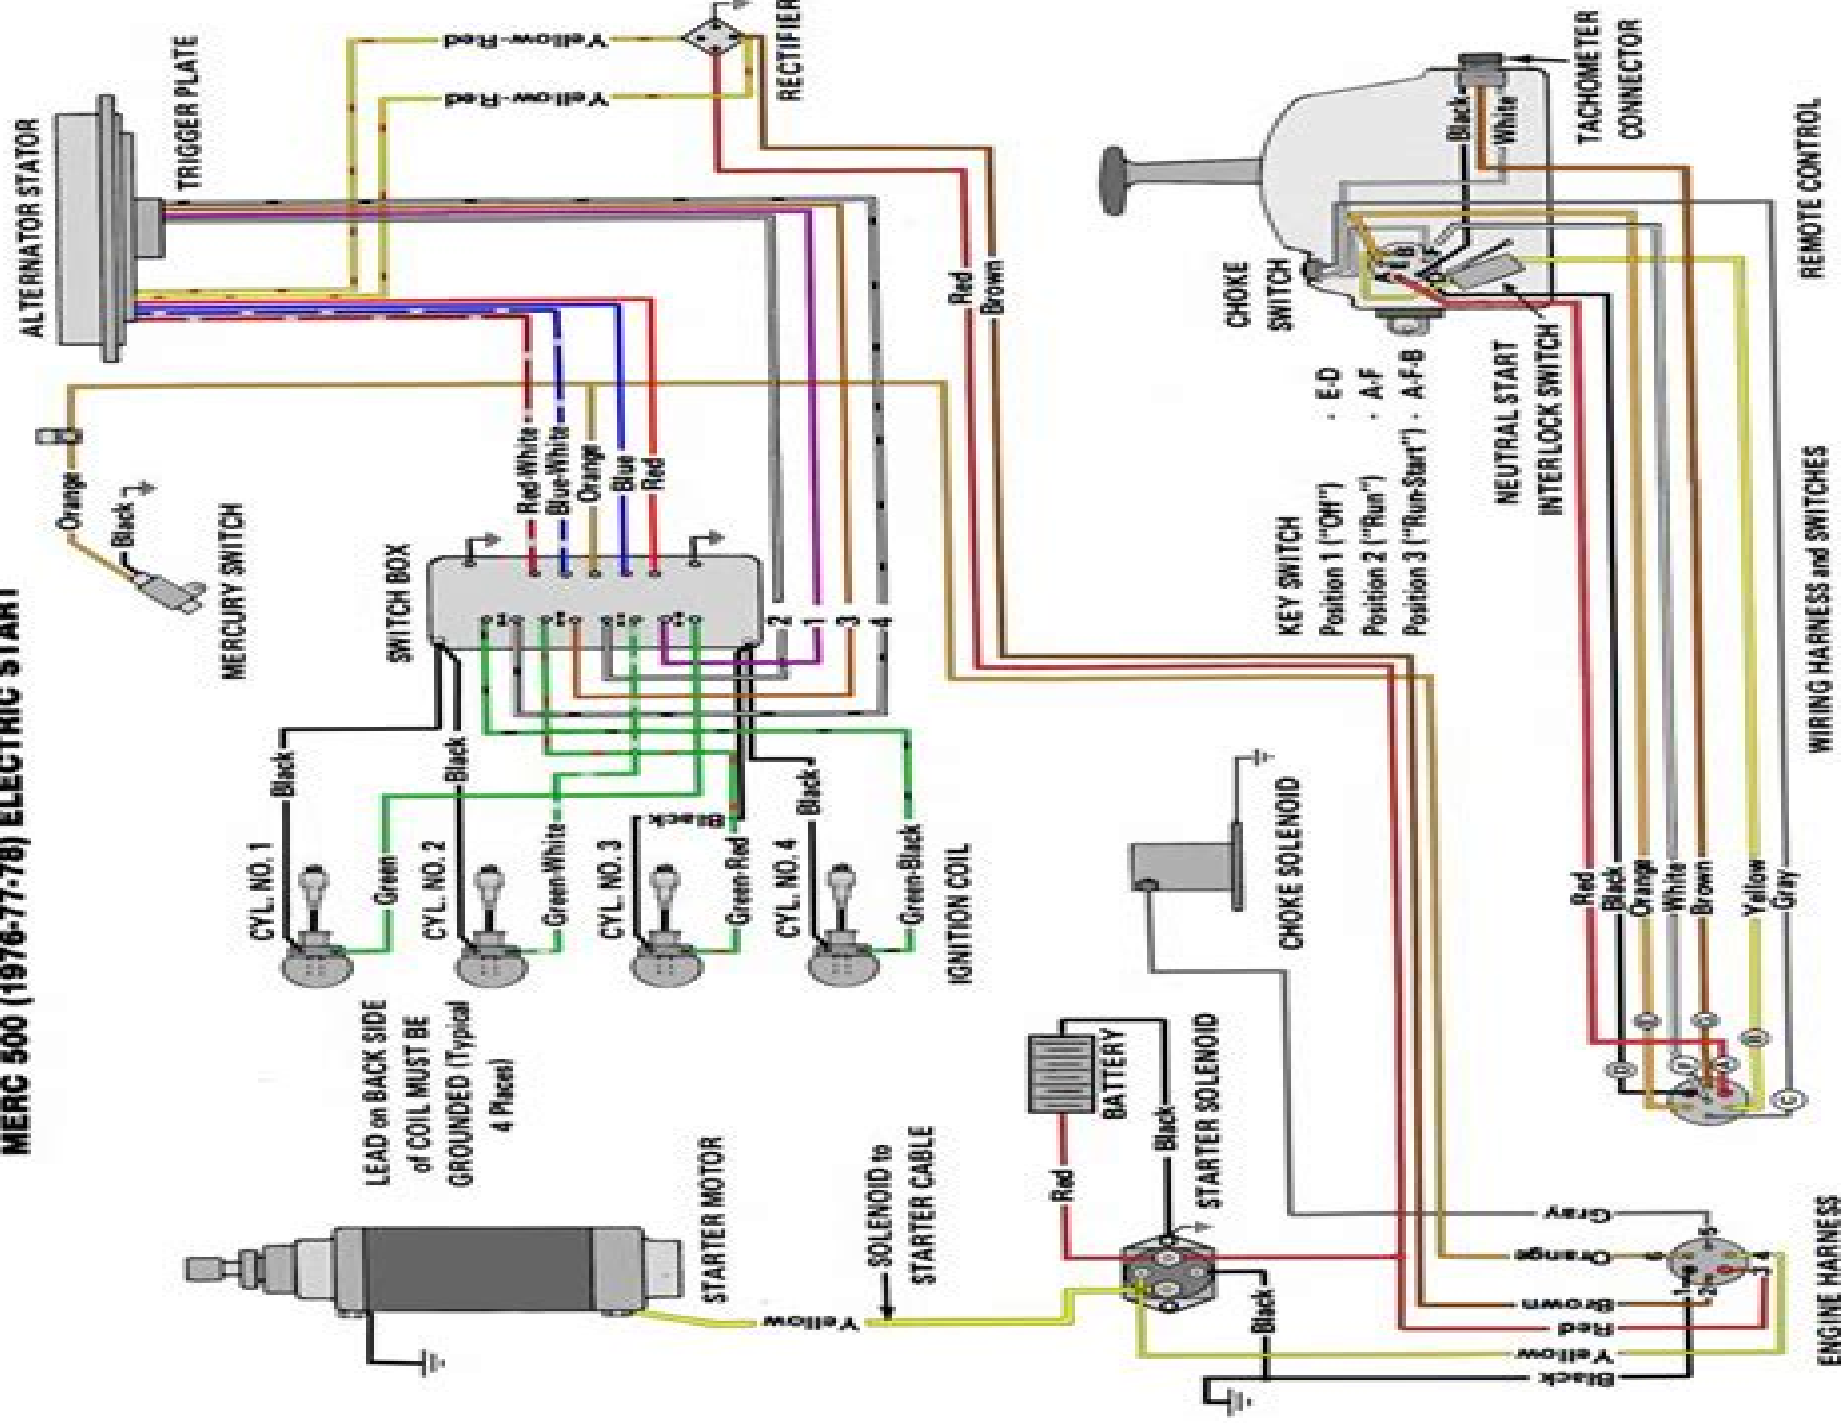 MERC 500 (1976-77-78) ELECTRIC START
ALTERNATOR STATOR
TRIGGER PLATE
Yellow-Red
Yellow-Red
RECTIFIER
Orange
Black
MERCURY SWITCH
SWITCH BOX
Red-White
Blue-White
Orange
Blue
Red
2
1
3
4
Red
Brown
CYL. NO. 1
Black
Green
CYL. NO. 2
Black
Green-White
CYL. NO. 3
Black
Green-Red
CYL. NO. 4
Black
Green-Black
IGNITION COIL
LEAD on BACK SIDE
of COIL MUST BE
GROUNDED (Typical
4 Places)
STARTER MOTOR
Yellow
SOLENOID to
STARTER CABLE
BATTERY
Red
Black
STARTER SOLENOID
Black
CHOKE SOLENOID
CHOKE
SWITCH
KEY SWITCH
Position 1 ("Off") - E-D
Position 2 ("Run") - A-F
Position 3 ("Run-Start") - A-F-B
NEUTRAL START
INTERLOCK SWITCH
Black
White
TACHOMETER
CONNECTOR
REMOTE CONTROL
A
E
B
F
WIRING HARNESS and SWITCHES
Red
Black
Orange
White
Brown
Yellow
Gray
D
F
A
B
C
Gray
Orange
Brown
Red
Yellow
Black
5
6
4
3
1
2
ENGINE HARNESS